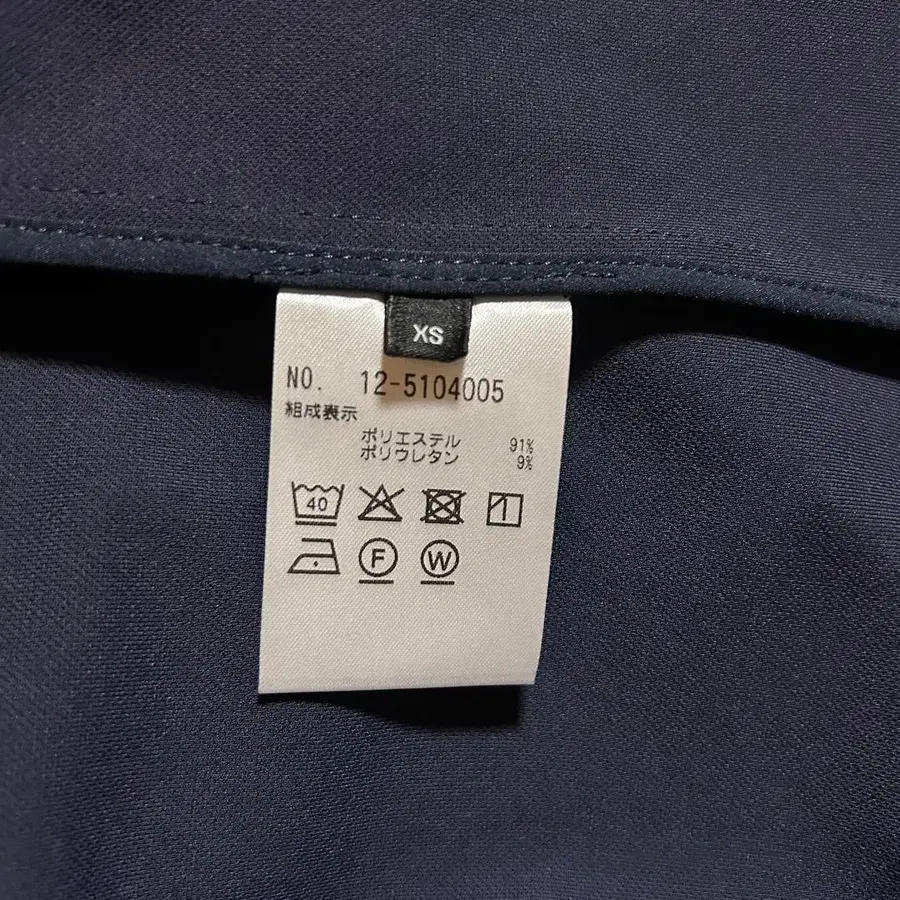 XS
NO. 12-5104005
組成表示
ポリエステル 91%
ポリウレタン 9%
40
F W